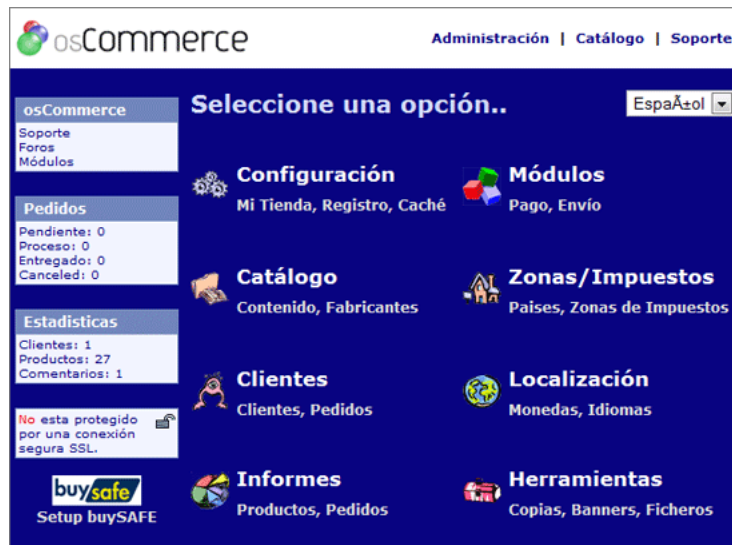 osCommerce
Administración | Catálogo | Soporte
osCommerce
Soporte
Foros
Módulos
Pedidos
Pendiente: 0
Proceso: 0
Entregado: 0
Canceled: 0
Estadisticas
Clientes: 1
Productos: 27
Comentarios: 1
No esta protegido
por una conexión
segura SSL.
buysafe
Setup buySAFE
Seleccione una opción..
EspaÃ±ol
Configuración
Mi Tienda, Registro, Caché
Módulos
Pago, Envío
Catálogo
Contenido, Fabricantes
Zonas/Impuestos
Paises, Zonas de Impuestos
Clientes
Clientes, Pedidos
Localización
Monedas, Idiomas
Informes
Productos, Pedidos
Herramientas
Copias, Banners, Ficheros